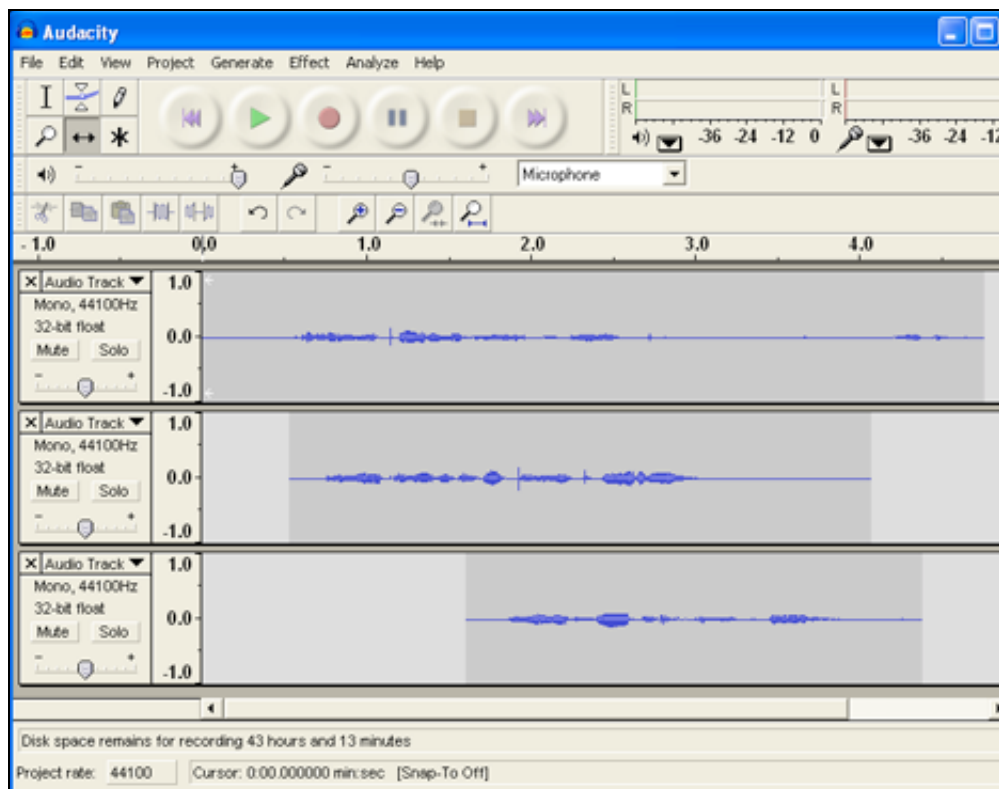 Audacity
File Edit View Project Generate Effect Analyze Help
L
R
-36 -24 -12 0
L
R
-36 -24 -12
Microphone
- 1.0 0,0 1.0 2.0 3.0 4.0
Audio Track
Mono, 44100Hz
32-bit float
Mute Solo
- +
1.0
0.0
-1.0
Audio Track
Mono, 44100Hz
32-bit float
Mute Solo
- +
1.0
0.0
-1.0
Audio Track
Mono, 44100Hz
32-bit float
Mute Solo
- +
1.0
0.0
-1.0
Disk space remains for recording 43 hours and 13 minutes
Project rate: 44100 Cursor: 0:00.000000 min:sec [Snap-To Off]